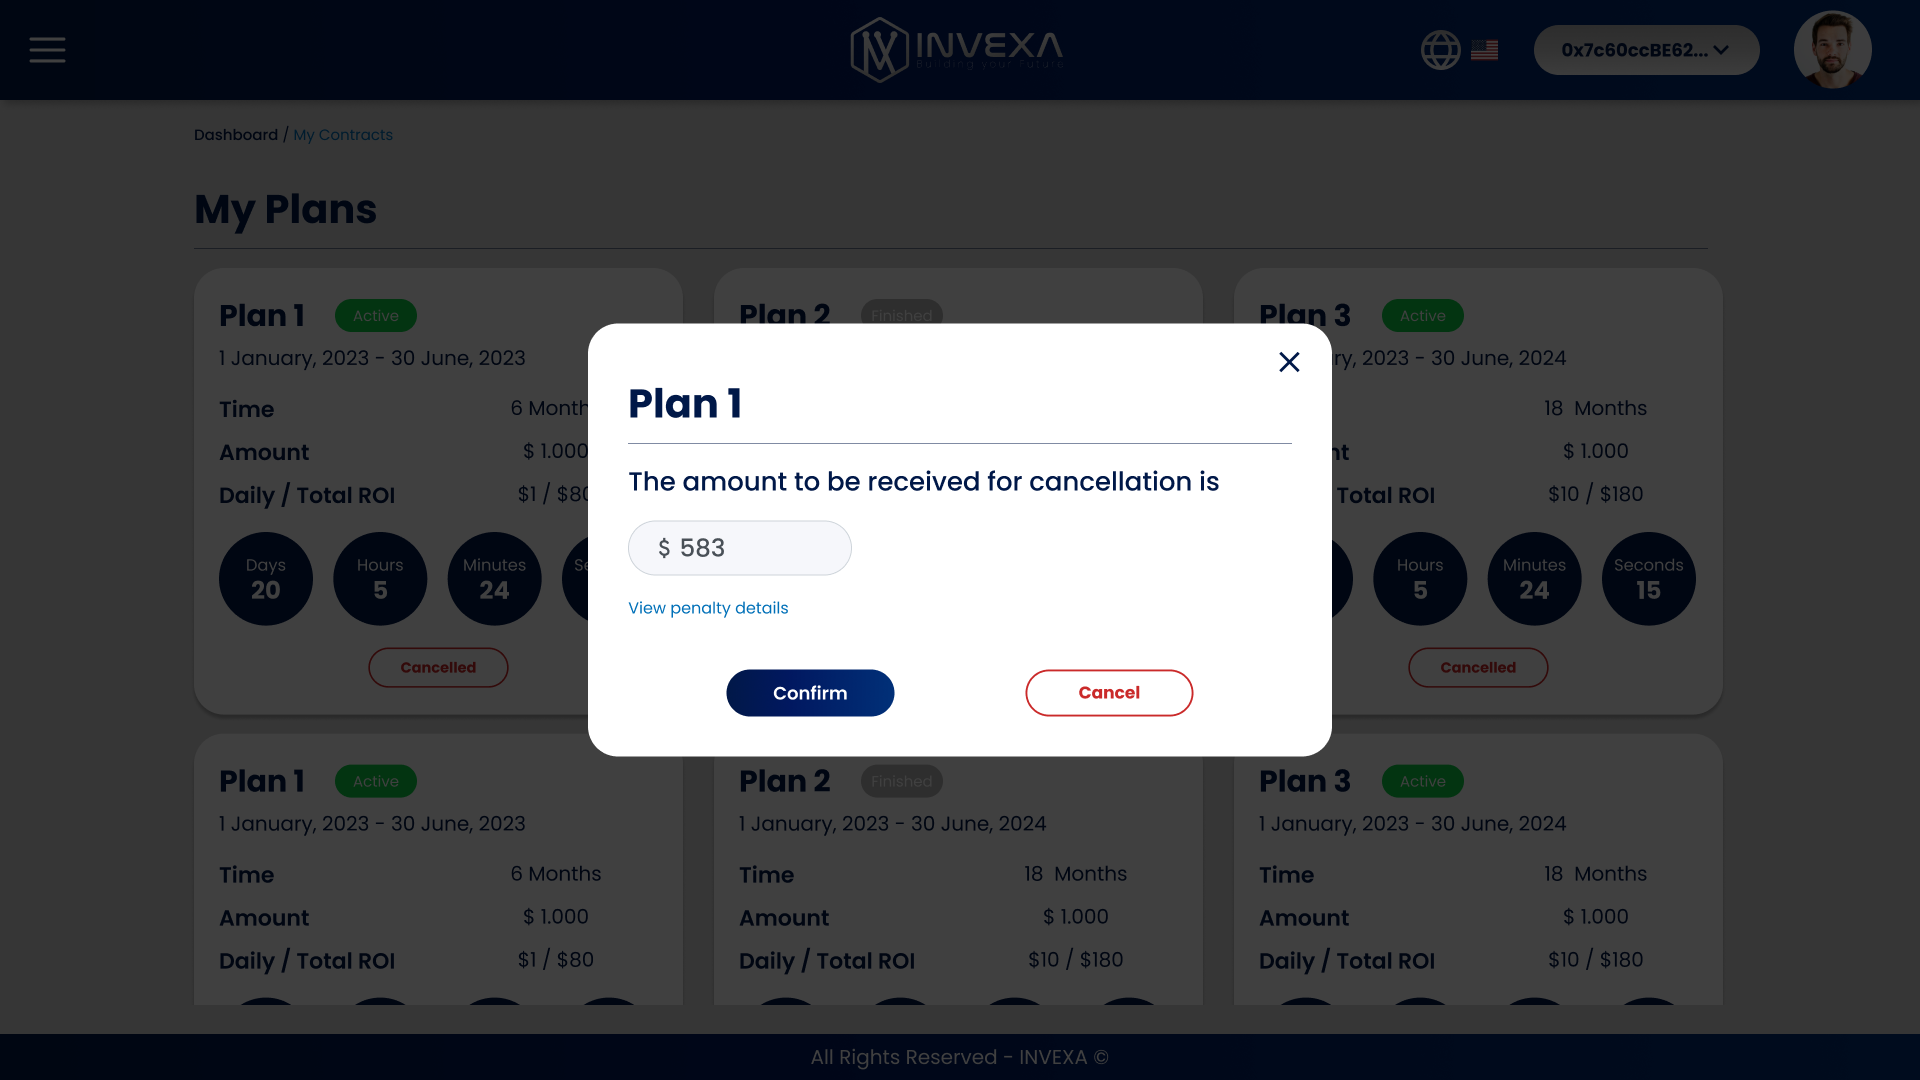 INVEXA
Building your Future
0x7c60ccBE62...
Dashboard / My Contracts
My Plans
Plan 1 Active
1 January, 2023 - 30 June, 2023
Time 6 Month
Amount $ 1.000
Daily / Total ROI $1 / $80
Days Hours Minutes Se
20 5 24
Cancelled
Plan 2 Finished
Plan 3 Active
ry, 2023 - 30 June, 2024
18 Months
nt $ 1.000
Total ROI $10 / $180
Hours Minutes Seconds
5 24 15
Cancelled
Plan 1
The amount to be received for cancellation is
$ 583
View penalty details
Confirm Cancel
Plan 1 Active
1 January, 2023 - 30 June, 2023
Time 6 Months
Amount $ 1.000
Daily / Total ROI $1 / $80
Plan 2 Finished
1 January, 2023 - 30 June, 2024
Time 18 Months
Amount $ 1.000
Daily / Total ROI $10 / $180
Plan 3 Active
1 January, 2023 - 30 June, 2024
Time 18 Months
Amount $ 1.000
Daily / Total ROI $10 / $180
All Rights Reserved - INVEXA ©